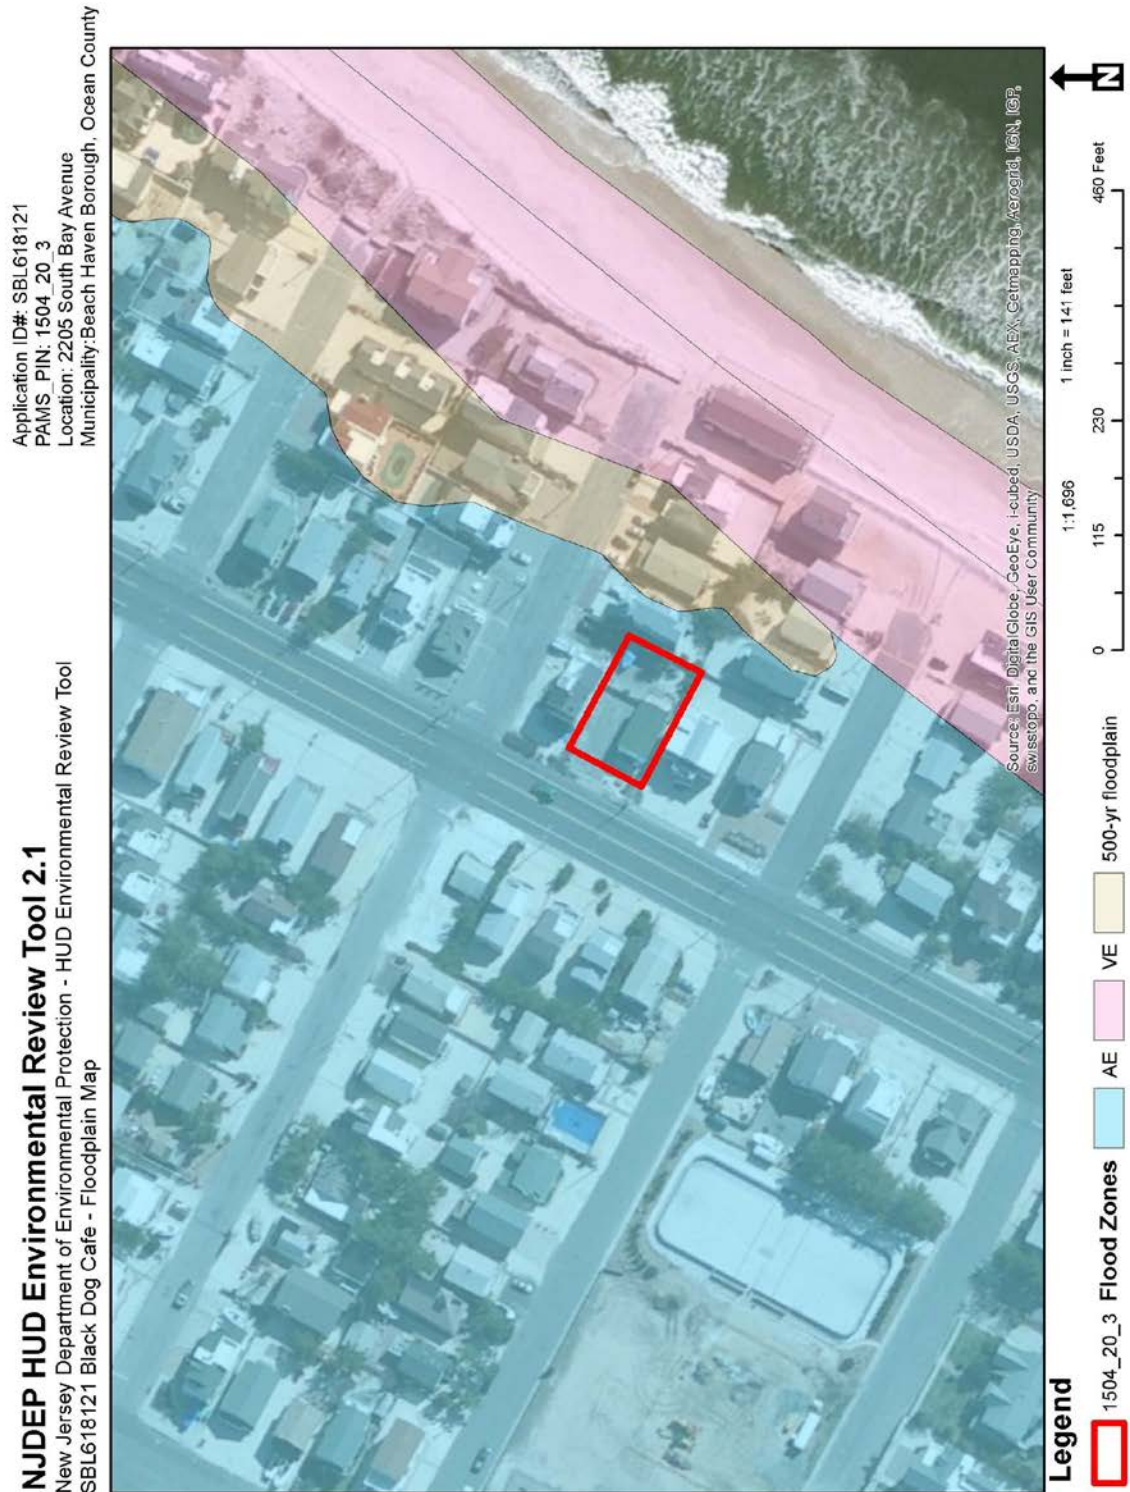 NJDEP HUD Environmental Review Tool 2.1
New Jersey Department of Environmental Protection - HUD Environmental Review Tool
SBL618121 Black Dog Cafe - Floodplain Map
Application ID#: SBL618121
PAMS_PIN: 1504_20_3
Location: 2205 South Bay Avenue
Municipality:Beach Haven Borough, Ocean County
Source: Esri, DigitalGlobe, GeoEye, i-cubed, USDA, USGS, AEX, Getmapping, Aerogrid, IGN, IGP,
swisstopo, and the GIS User Community
Legend
1504_20_3 Flood Zones AE VE 500-yr floodplain
1:1,696 1 inch = 141 feet
0 115 230 460 Feet
N